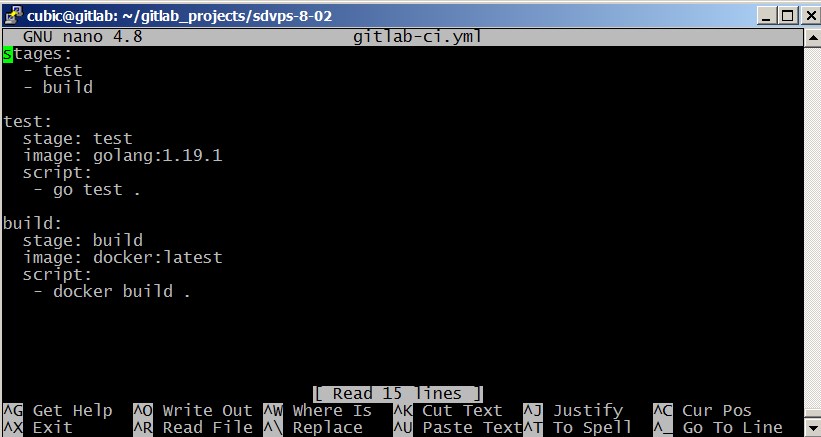 cubic@gitlab: ~/gitlab_projects/sdvps-8-02
GNU nano 4.8 gitlab-ci.yml
stages:
  - test
  - build

test:
  stage: test
  image: golang:1.19.1
  script:
   - go test .

build:
  stage: build
  image: docker:latest
  script:
   - docker build .

[ Read 15 lines ]
^G Get Help ^O Write Out ^W Where Is ^K Cut Text ^J Justify ^C Cur Pos
^X Exit ^R Read File ^\ Replace ^U Paste Text ^T To Spell ^_ Go To Line